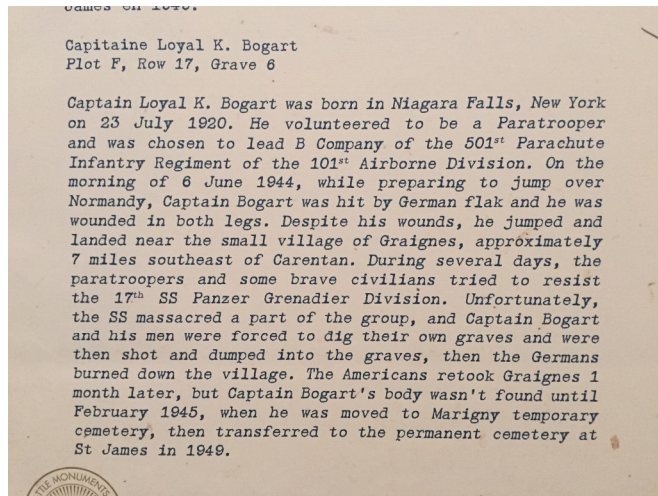 James en 1949.
Capitaine Loyal K. Bogart
Plot F, Row 17, Grave 6
Captain Loyal K. Bogart was born in Niagara Falls, New York
on 23 July 1920. He volunteered to be a Paratrooper
and was chosen to lead B Company of the 501st Parachute
Infantry Regiment of the 101st Airborne Division. On the
morning of 6 June 1944, while preparing to jump over
Normandy, Captain Bogart was hit by German flak and he was
wounded in both legs. Despite his wounds, he jumped and
landed near the small village of Graignes, approximately
7 miles southeast of Carentan. During several days, the
paratroopers and some brave civilians tried to resist
the 17th SS Panzer Grenadier Division. Unfortunately,
the SS massacred a part of the group, and Captain Bogart
and his men were forced to dig their own graves and were
then shot and dumped into the graves, then the Germans
burned down the village. The Americans retook Graignes 1
month later, but Captain Bogart's body wasn't found until
February 1945, when he was moved to Marigny temporary
cemetery, then transferred to the permanent cemetery at
St James in 1949.
TTLE MONUMENTS